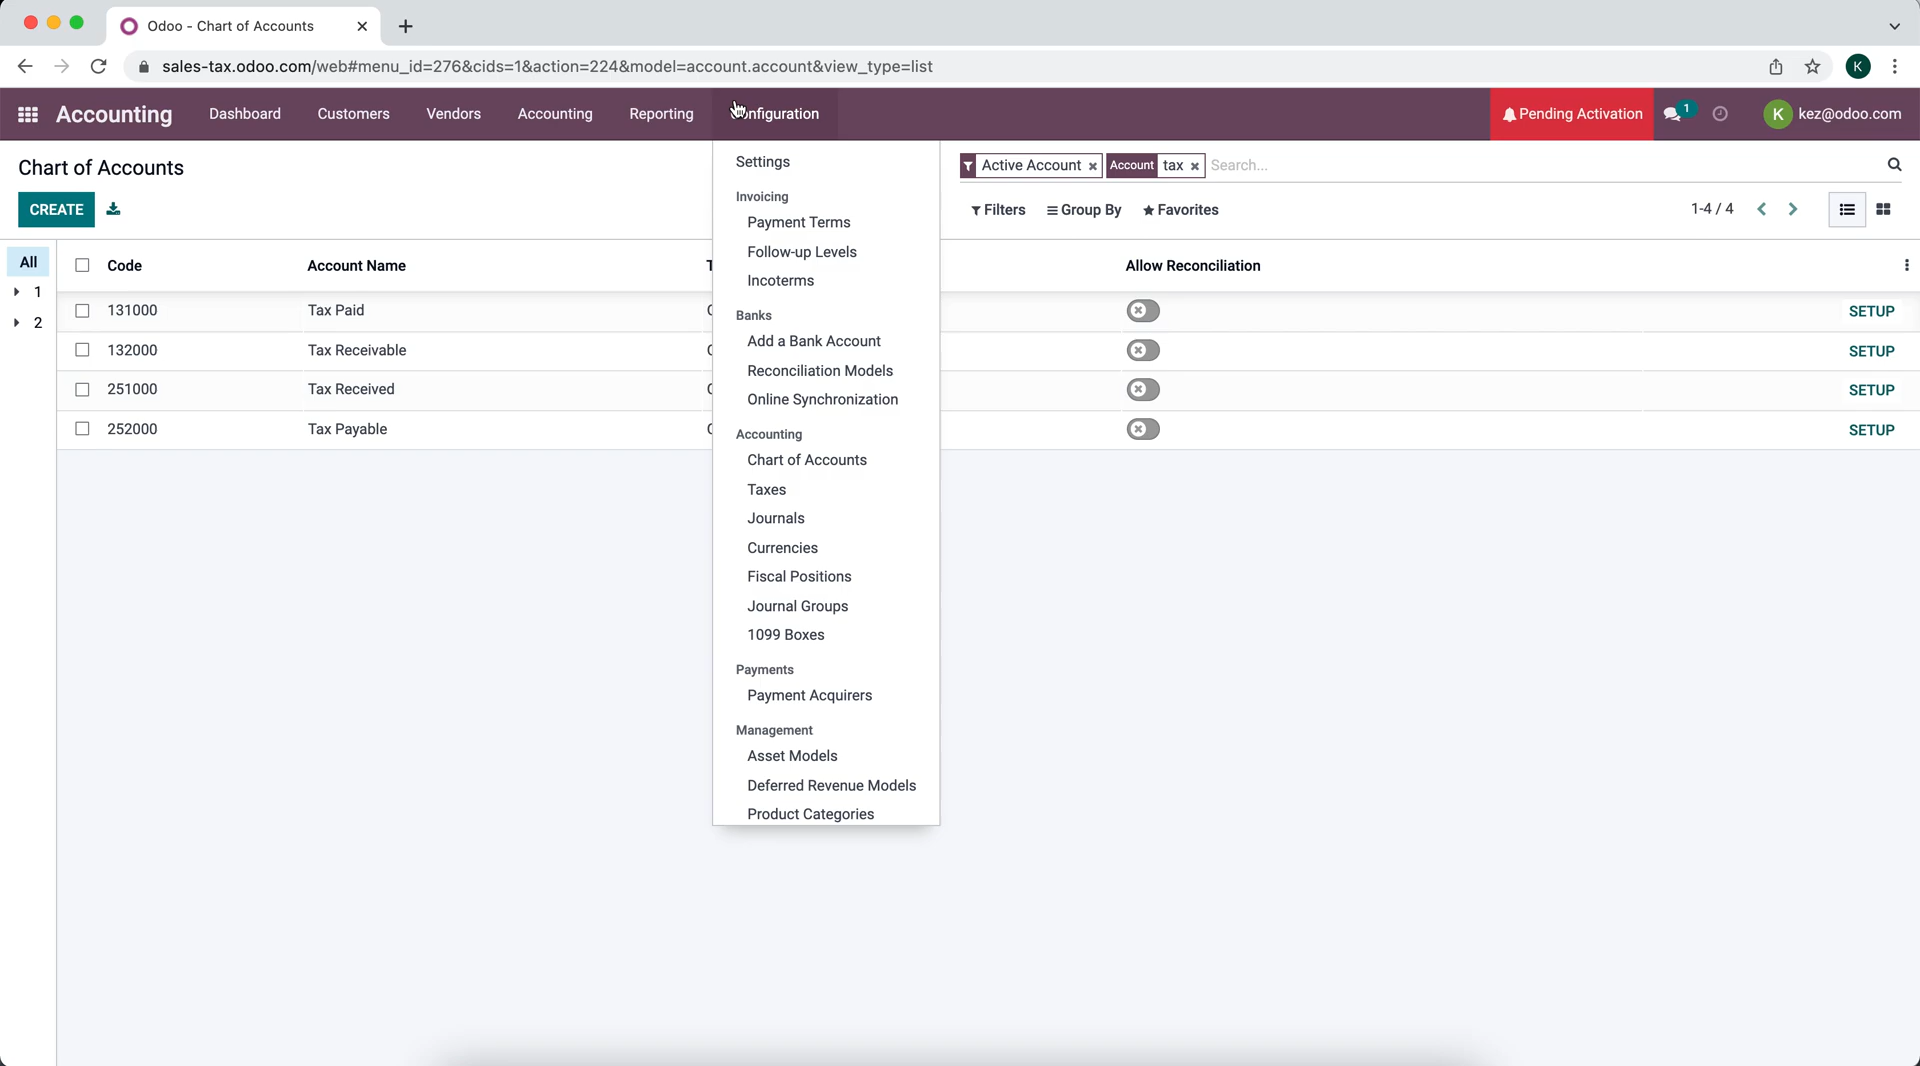 Odoo - Chart of Accounts
sales-tax.odoo.com/web#menu_id=276&cids=1&action=224&model=account.account&view_type=list
K
Accounting Dashboard Customers Vendors Accounting Reporting Configuration Pending Activation 1 K kez@odoo.com
Chart of Accounts
Active Account Account tax Search...
CREATE
Filters Group By Favorites 1-4 / 4
Settings
Invoicing
Payment Terms
Follow-up Levels
Incoterms
Banks
Add a Bank Account
Reconciliation Models
Online Synchronization
Accounting
Chart of Accounts
Taxes
Journals
Currencies
Fiscal Positions
Journal Groups
1099 Boxes
Payments
Payment Acquirers
Management
Asset Models
Deferred Revenue Models
Product Categories
All
1
2
Code Account Name Allow Reconciliation
131000 Tax Paid SETUP
132000 Tax Receivable SETUP
251000 Tax Received SETUP
252000 Tax Payable SETUP